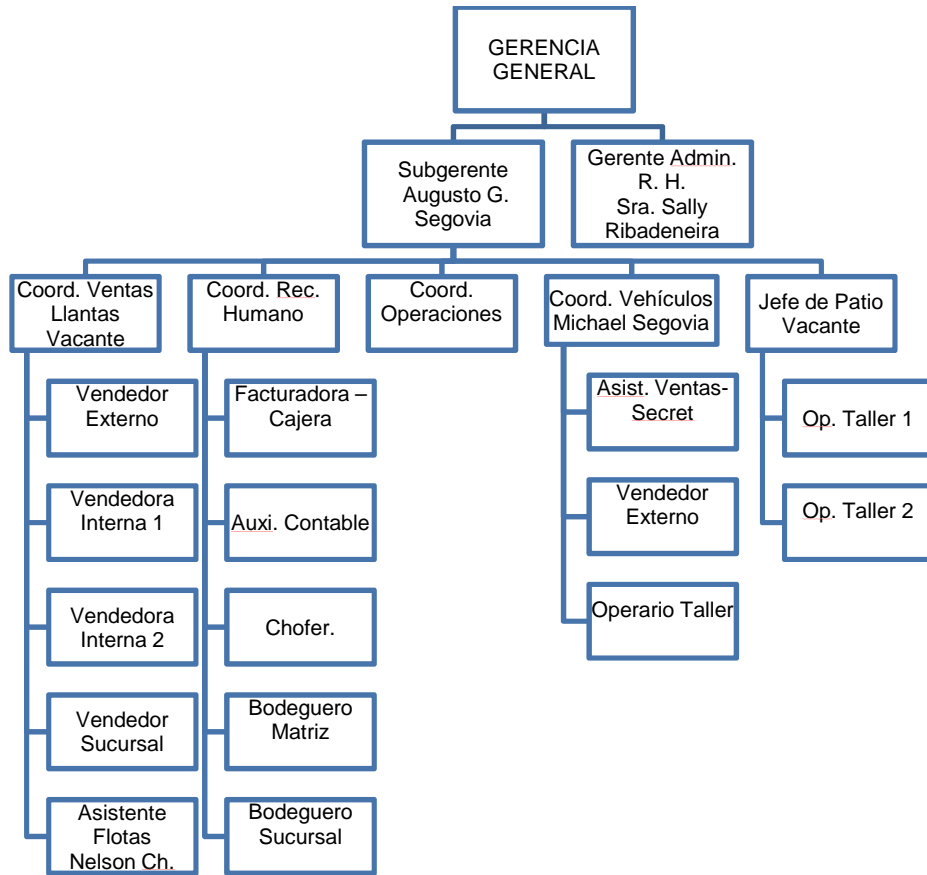 GERENCIA
GENERAL
Subgerente
Augusto G.
Segovia
Gerente Admin.
R. H.
Sra. Sally
Ribadeneira
Coord. Ventas
Llantas
Vacante
Coord. Rec.
Humano
Coord.
Operaciones
Coord. Vehículos
Michael Segovia
Jefe de Patio
Vacante
Vendedor
Externo
Vendedora
Interna 1
Vendedora
Interna 2
Vendedor
Sucursal
Asistente
Flotas
Nelson Ch.
Facturadora –
Cajera
Auxi. Contable
Chofer.
Bodeguero
Matriz
Bodeguero
Sucursal
Asist. Ventas-
Secret
Vendedor
Externo
Operario Taller
Op. Taller 1
Op. Taller 2